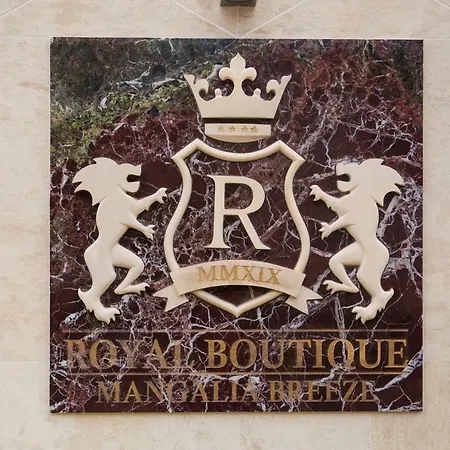 R
MMXIX
ROYAL BOUTIQUE
MANGALIA BREEZE